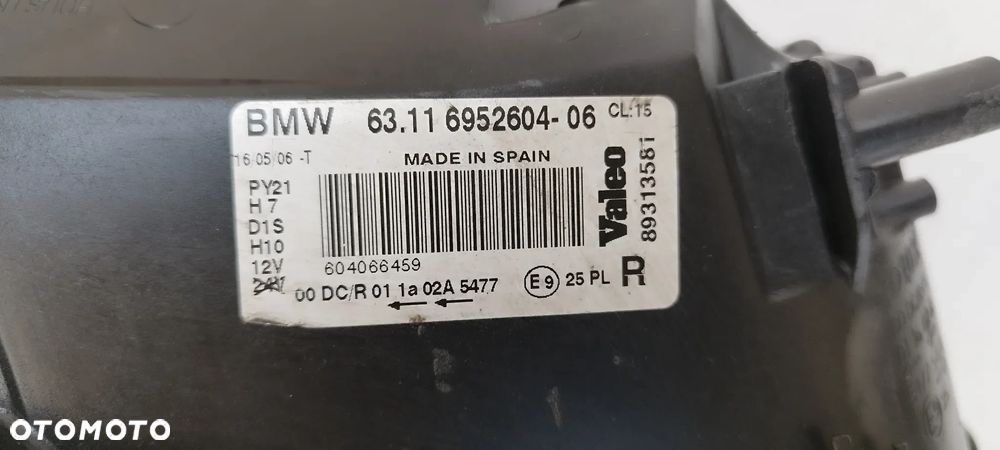 BMW 63.11 6952604-06 CL:15
16/05/06 -T
MADE IN SPAIN
PY21
H7
D1S
H10
12V
24V
604066459
Valeo
89313581
00 DC/R 01 1a 02A 5477
E9 25 PL R
OTOMOTO